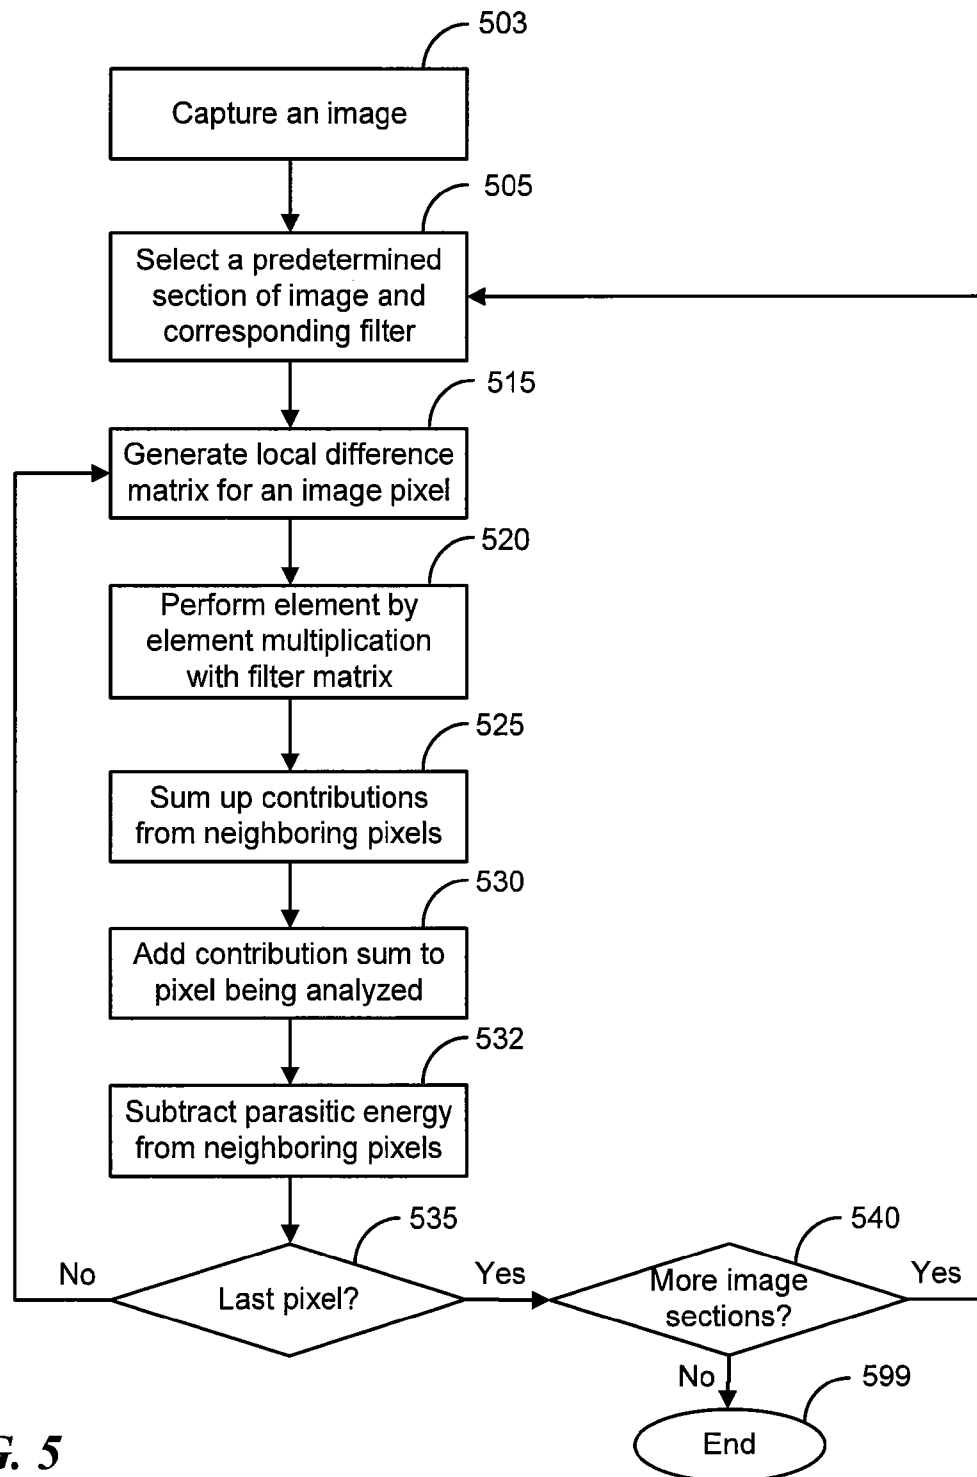 503
Capture an image
505
Select a predetermined
section of image and
corresponding filter
515
Generate local difference
matrix for an image pixel
520
Perform element by
element multiplication
with filter matrix
525
Sum up contributions
from neighboring pixels
530
Add contribution sum to
pixel being analyzed
532
Subtract parasitic energy
from neighboring pixels
535
Last pixel?
No
Yes
540
More image
sections?
Yes
No
599
End
G. 5